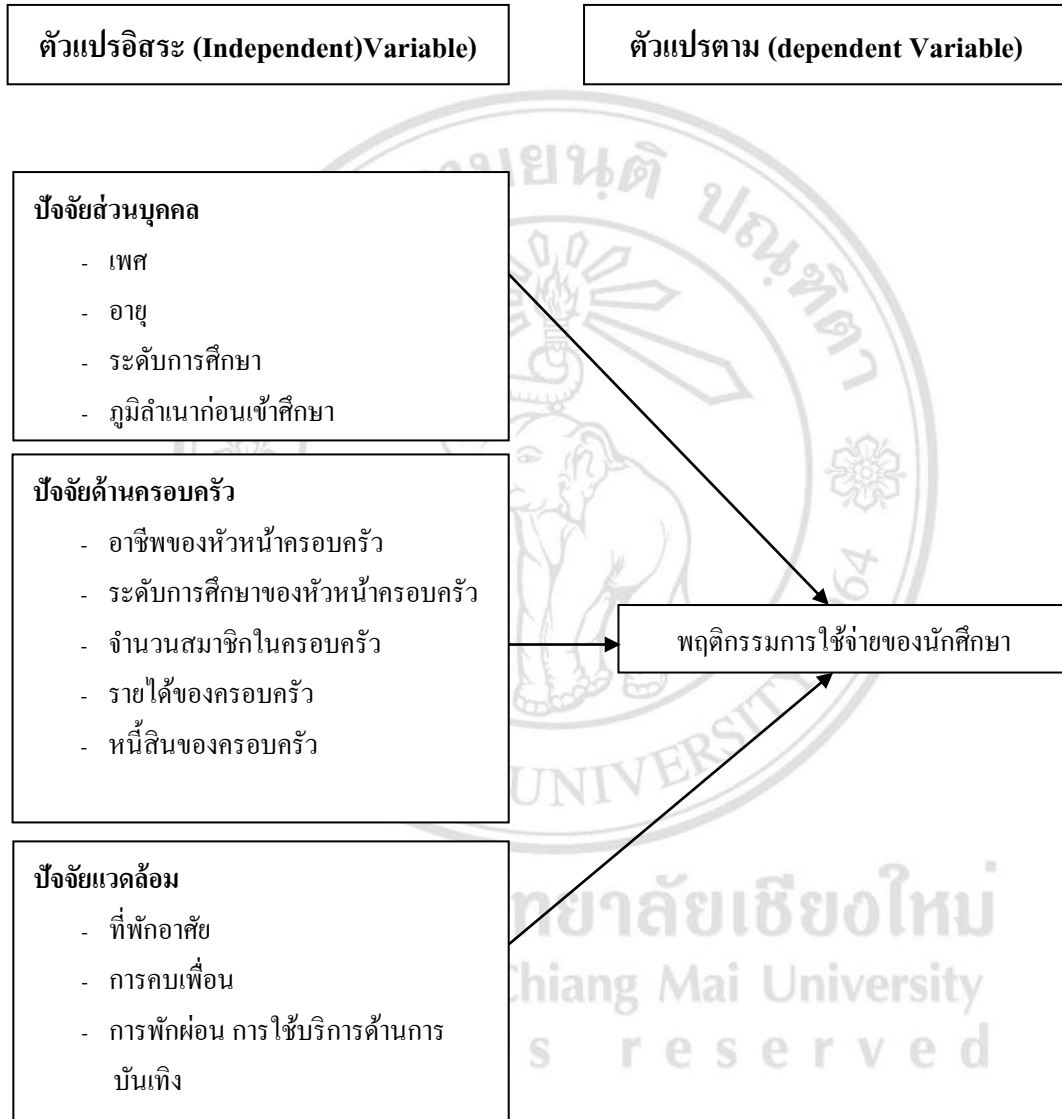 ตัวแปรอิสระ (Independent)Variable)
ตัวแปรตาม (dependent Variable)
ปัจจัยส่วนบุคคล
- เพศ
- อายุ
- ระดับการศึกษา
- ภูมิลำเนาก่อนเข้าศึกษา
ปัจจัยด้านครอบครัว
- อาชีพของหัวหน้าครอบครัว
- ระดับการศึกษาของหัวหน้าครอบครัว
- จำนวนสมาชิกในครอบครัว
- รายได้ของครอบครัว
- หนี้สินของครอบครัว
พฤติกรรมการใช้จ่ายของนักศึกษา
ปัจจัยแวดล้อม
- ที่พักอาศัย
- การคบเพื่อน
- การพักผ่อน การใช้บริการด้านการ
บันเทิง
ปณฺฑิตา
UNIVERSITY
64
ทยาลัยเชียงใหม่
Chiang Mai University
s reserved